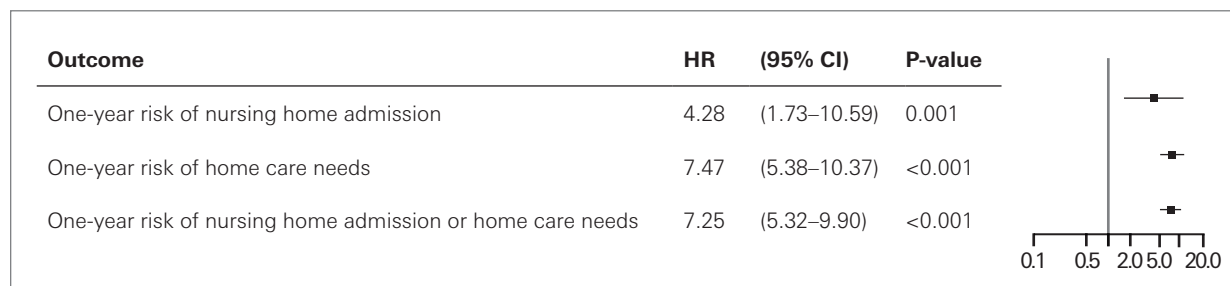 Outcome HR (95% CI) P-value
One-year risk of nursing home admission 4.28 (1.73–10.59) 0.001
One-year risk of home care needs 7.47 (5.38–10.37) <0.001
One-year risk of nursing home admission or home care needs 7.25 (5.32–9.90) <0.001
0.1 0.5 2.0 5.0 20.0